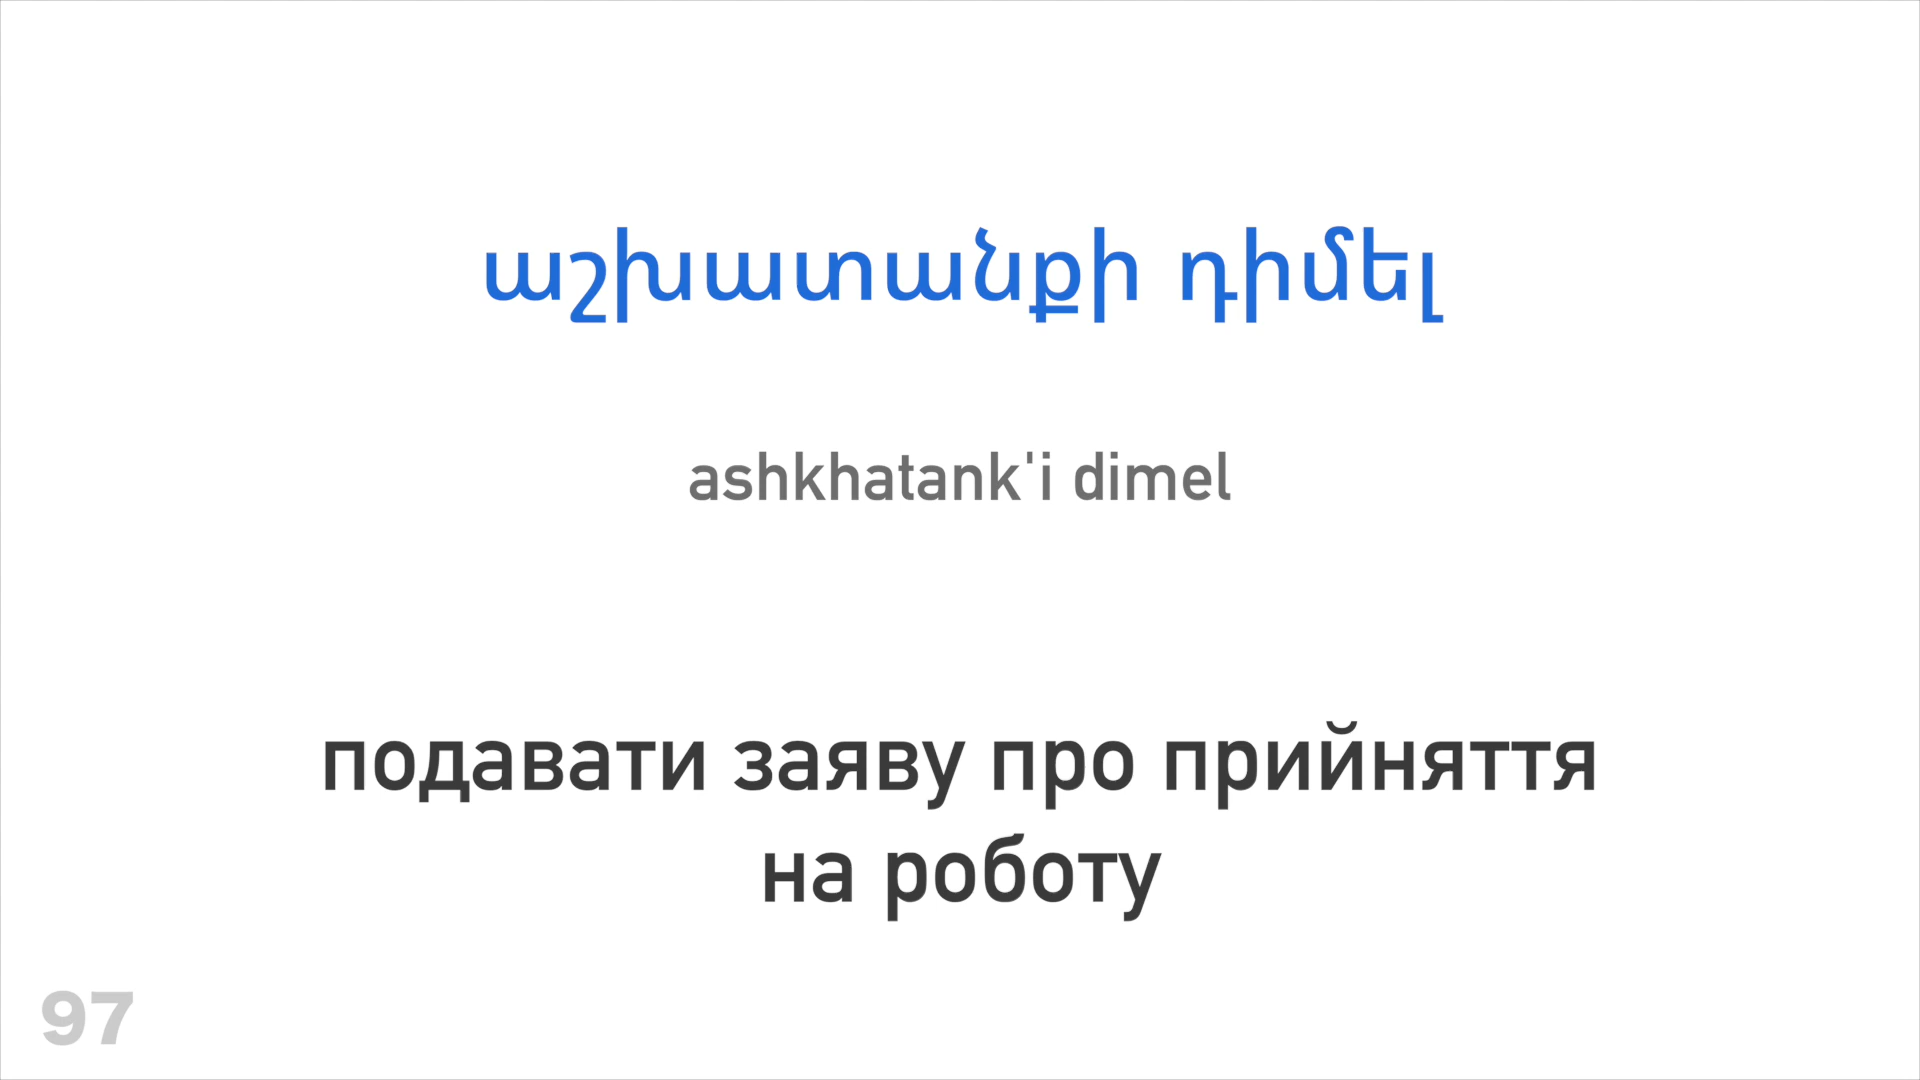 աշխատանքի դիմել
ashkhatank'i dimel
подавати заяву про прийняття
на роботу
97